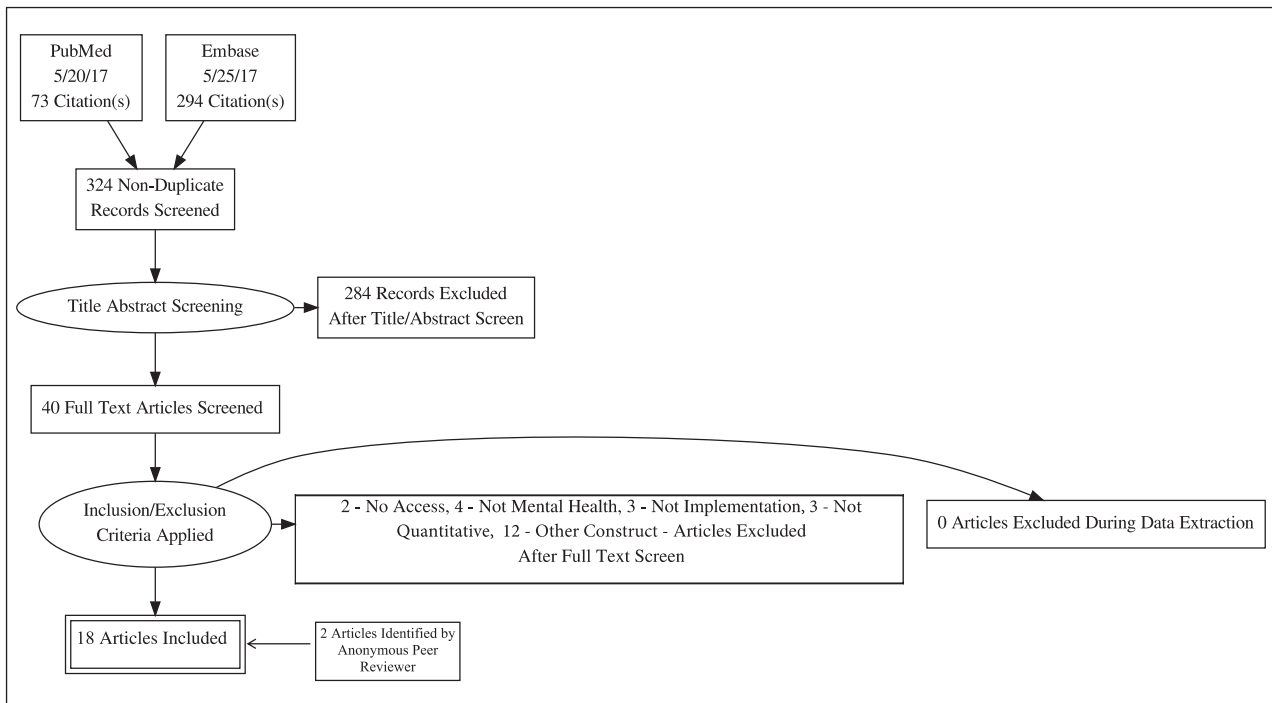 PubMed
5/20/17
73 Citation(s)
Embase
5/25/17
294 Citation(s)
324 Non-Duplicate
Records Screened
Title Abstract Screening
284 Records Excluded
After Title/Abstract Screen
40 Full Text Articles Screened
Inclusion/Exclusion
Criteria Applied
2 - No Access, 4 - Not Mental Health, 3 - Not Implementation, 3 - Not
Quantitative, 12 - Other Construct - Articles Excluded
After Full Text Screen
0 Articles Excluded During Data Extraction
18 Articles Included
2 Articles Identified by
Anonymous Peer
Reviewer